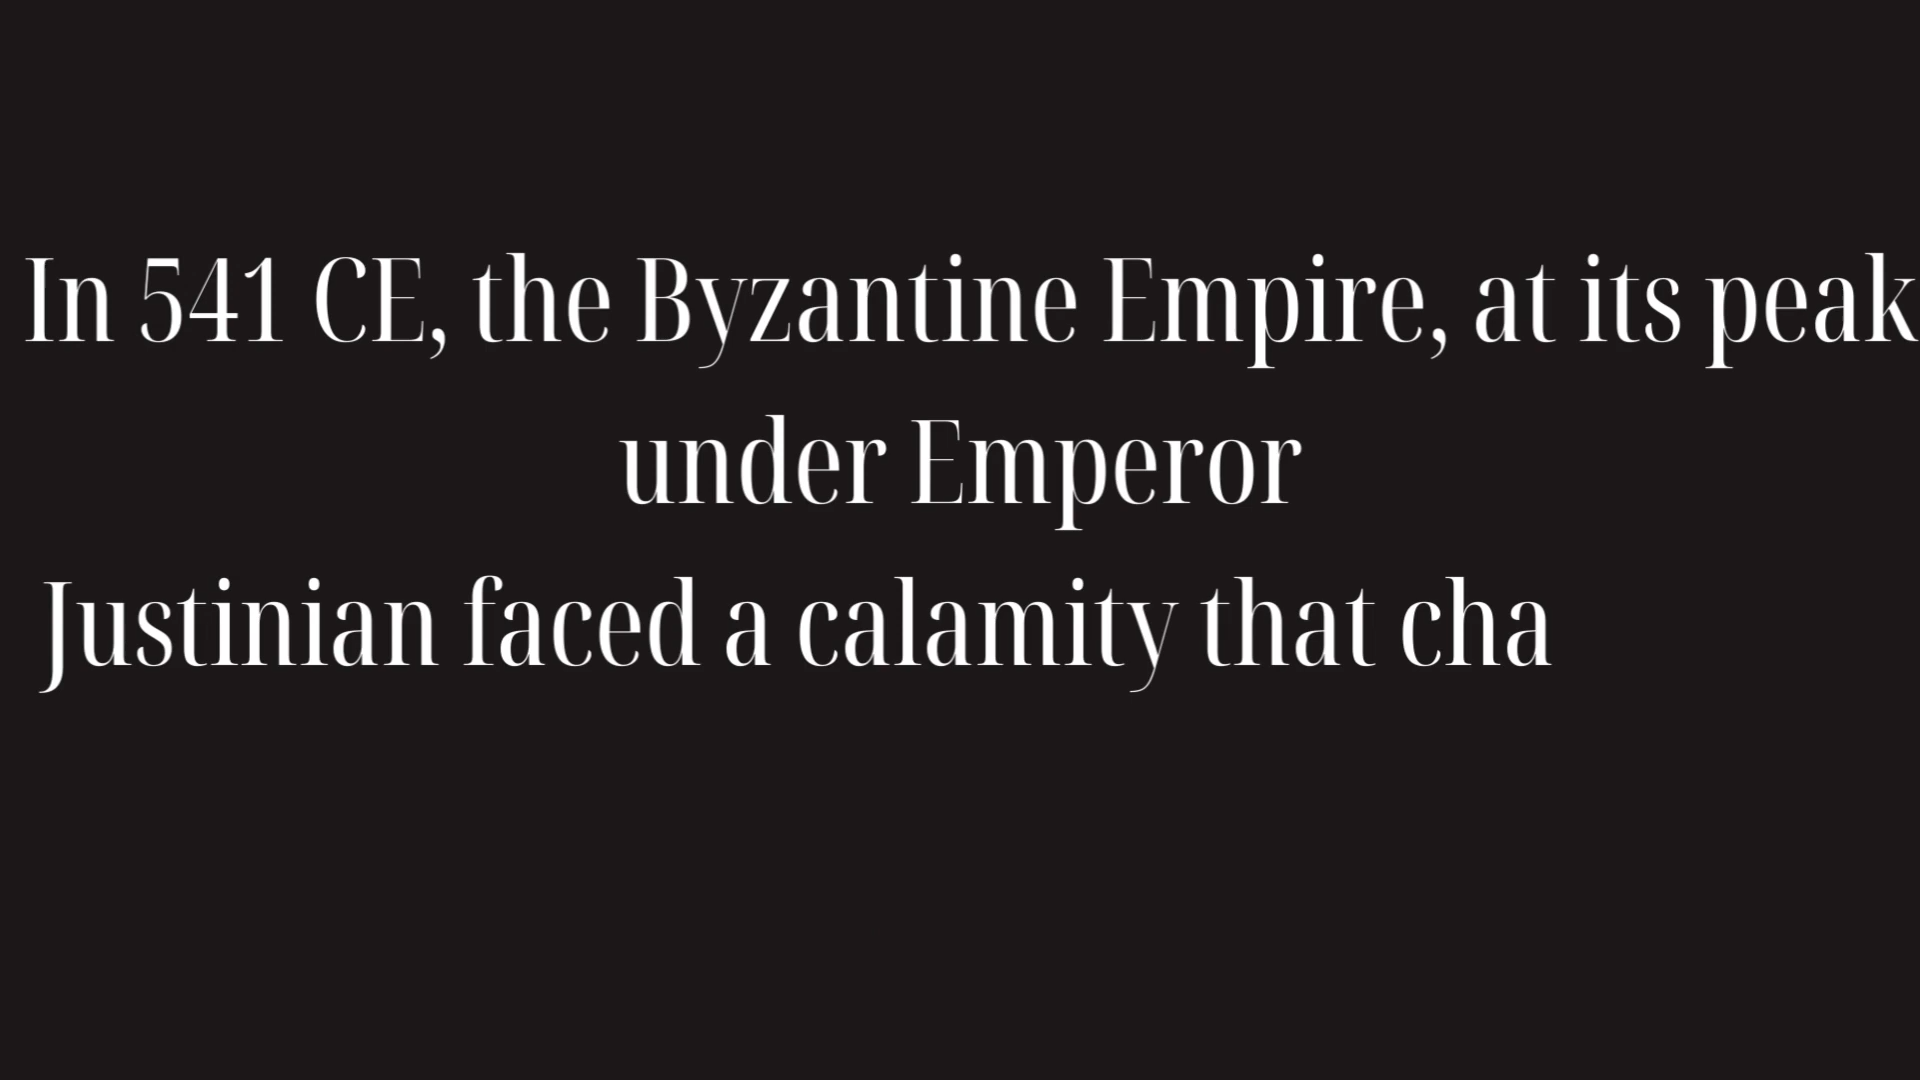 In 541 CE, the Byzantine Empire, at its peak
under Emperor
Justinian faced a calamity that cha